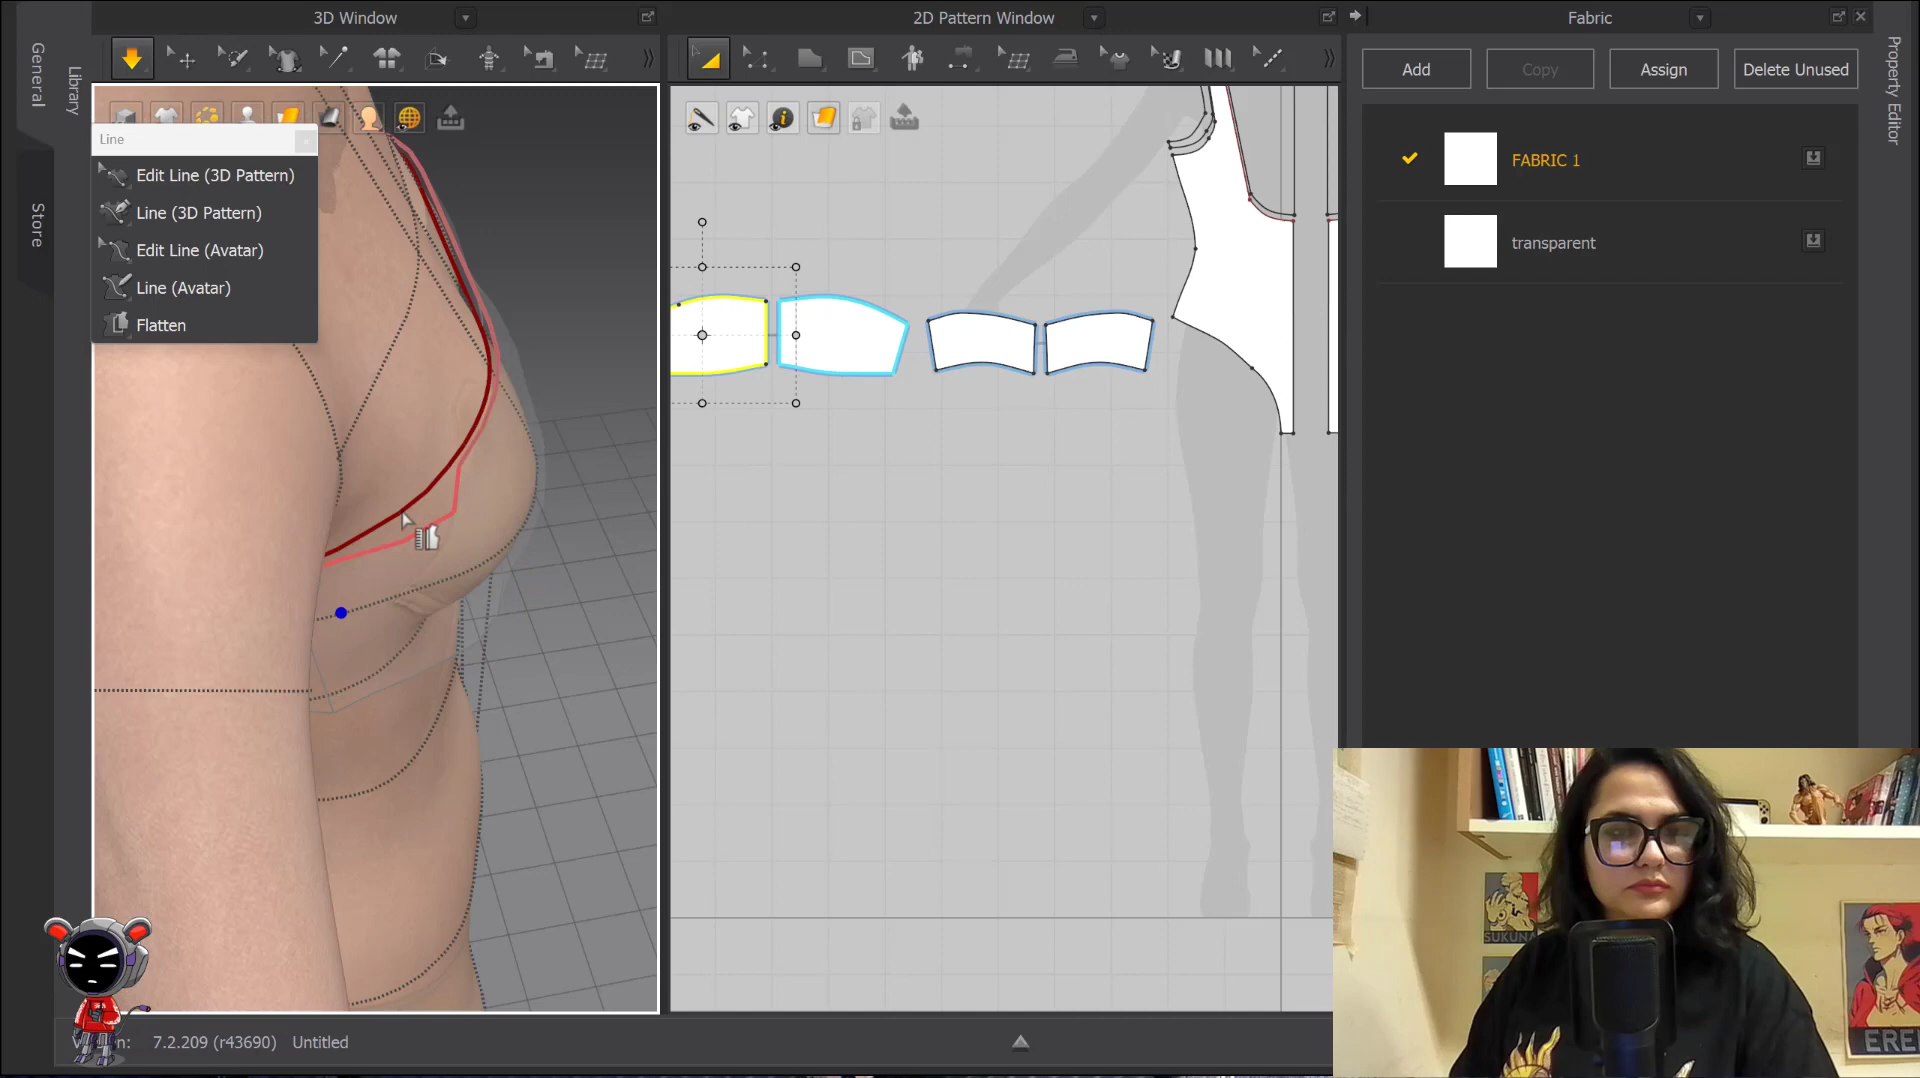 3D Window
2D Pattern Window
Fabric
General
Library
Store
Property Editor
Add
Copy
Assign
Delete Unused
Line
Edit Line (3D Pattern)
Line (3D Pattern)
Edit Line (Avatar)
Line (Avatar)
Flatten
FABRIC 1
transparent
SUKUNA
EREN
7.2.209 (r43690)
Untitled